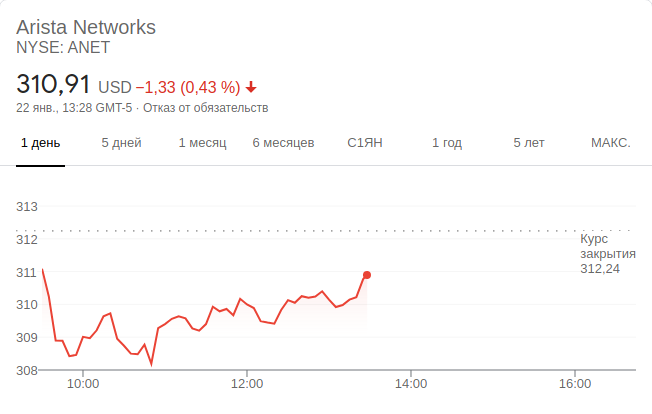 Arista Networks
NYSE: ANET
310,91 USD −1,33 (0,43 %) ↓
22 янв., 13:28 GMT-5 · Отказ от обязательств
1 день 5 дней 1 месяц 6 месяцев С1ЯН 1 год 5 лет МАКС.
313
312
311
310
309
308
Курс
закрытия
312,24
10:00 12:00 14:00 16:00